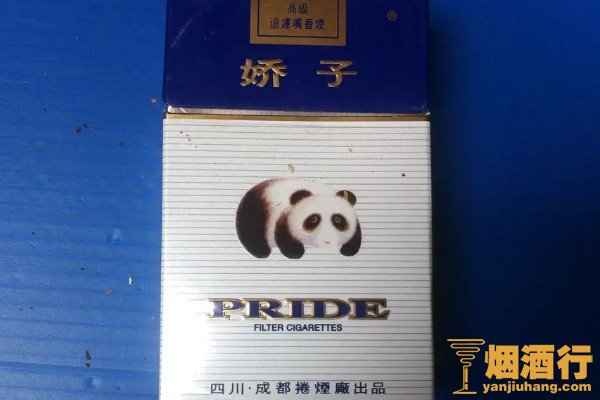 高級
過濾嘴香煙
®
娇子
PRIDE
FILTER CIGARETTES
四川·成都捲煙廠出品
烟酒行
yanjiuhang.com